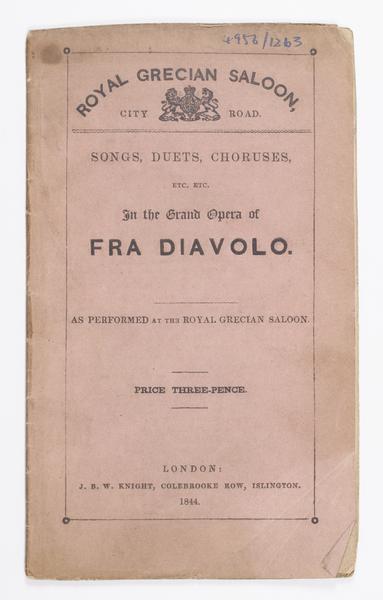 4956/1263
ROYAL GRECIAN SALOON,
CITY ROAD.
SONGS, DUETS, CHORUSES,
ETC. ETC.
In the Grand Opera of
FRA DIAVOLO.
AS PERFORMED AT THE ROYAL GRECIAN SALOON.
PRICE THREE-PENCE.
LONDON:
J. B. W. KNIGHT, COLEBROOKE ROW, ISLINGTON.
1844.